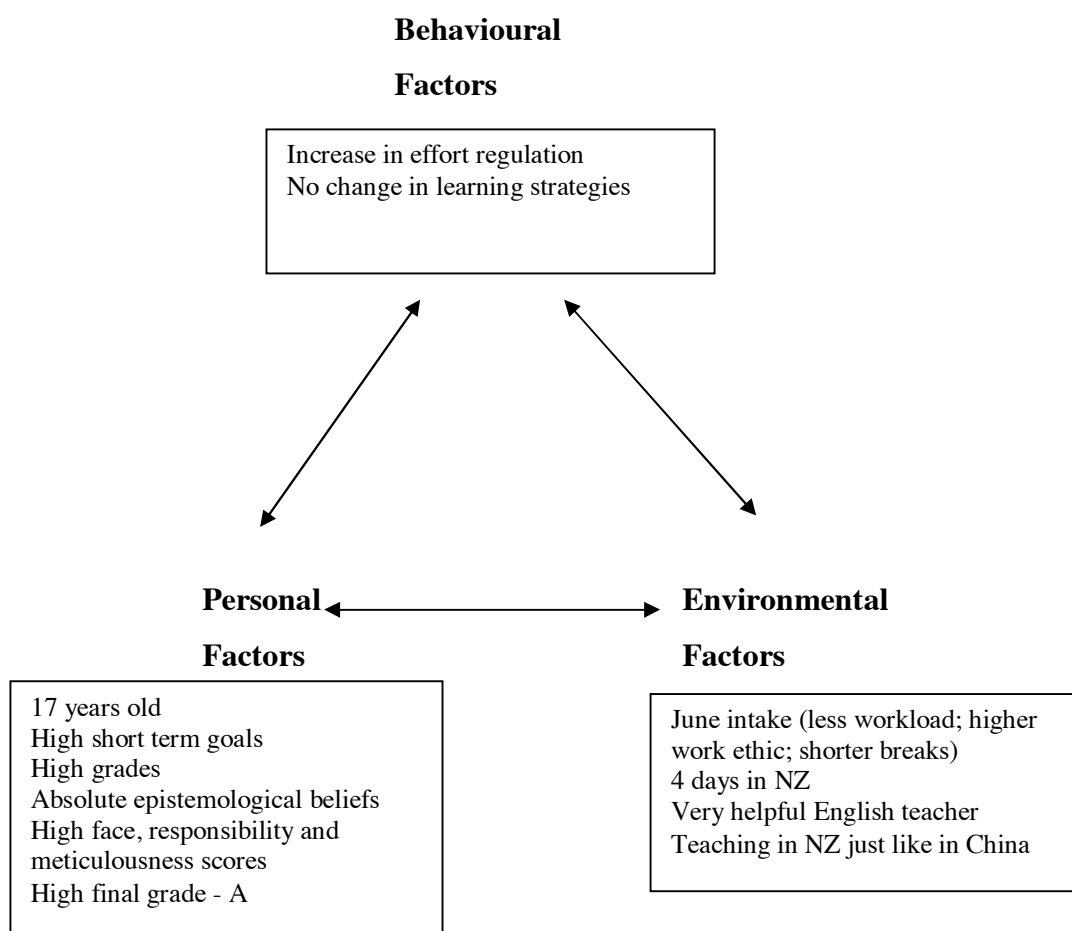 Behavioural
Factors
Increase in effort regulation
No change in learning strategies
Personal
Factors
17 years old
High short term goals
High grades
Absolute epistemological beliefs
High face, responsibility and
meticulousness scores
High final grade - A
Environmental
Factors
June intake (less workload; higher
work ethic; shorter breaks)
4 days in NZ
Very helpful English teacher
Teaching in NZ just like in China